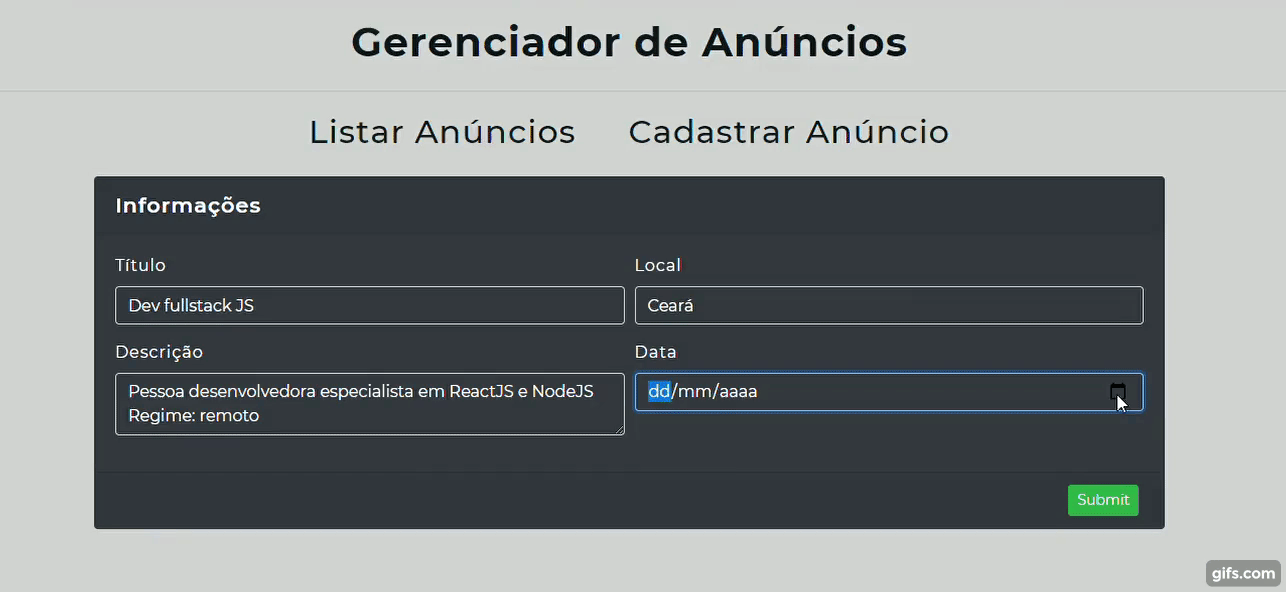 Gerenciador de Anúncios
Listar Anúncios Cadastrar Anúncio
Informações
Título Local
Dev fullstack JS Ceará
Descrição Data
Pessoa desenvolvedora especialista em ReactJS e NodeJS dd/mm/aaaa
Regime: remoto
Submit
gifs.com